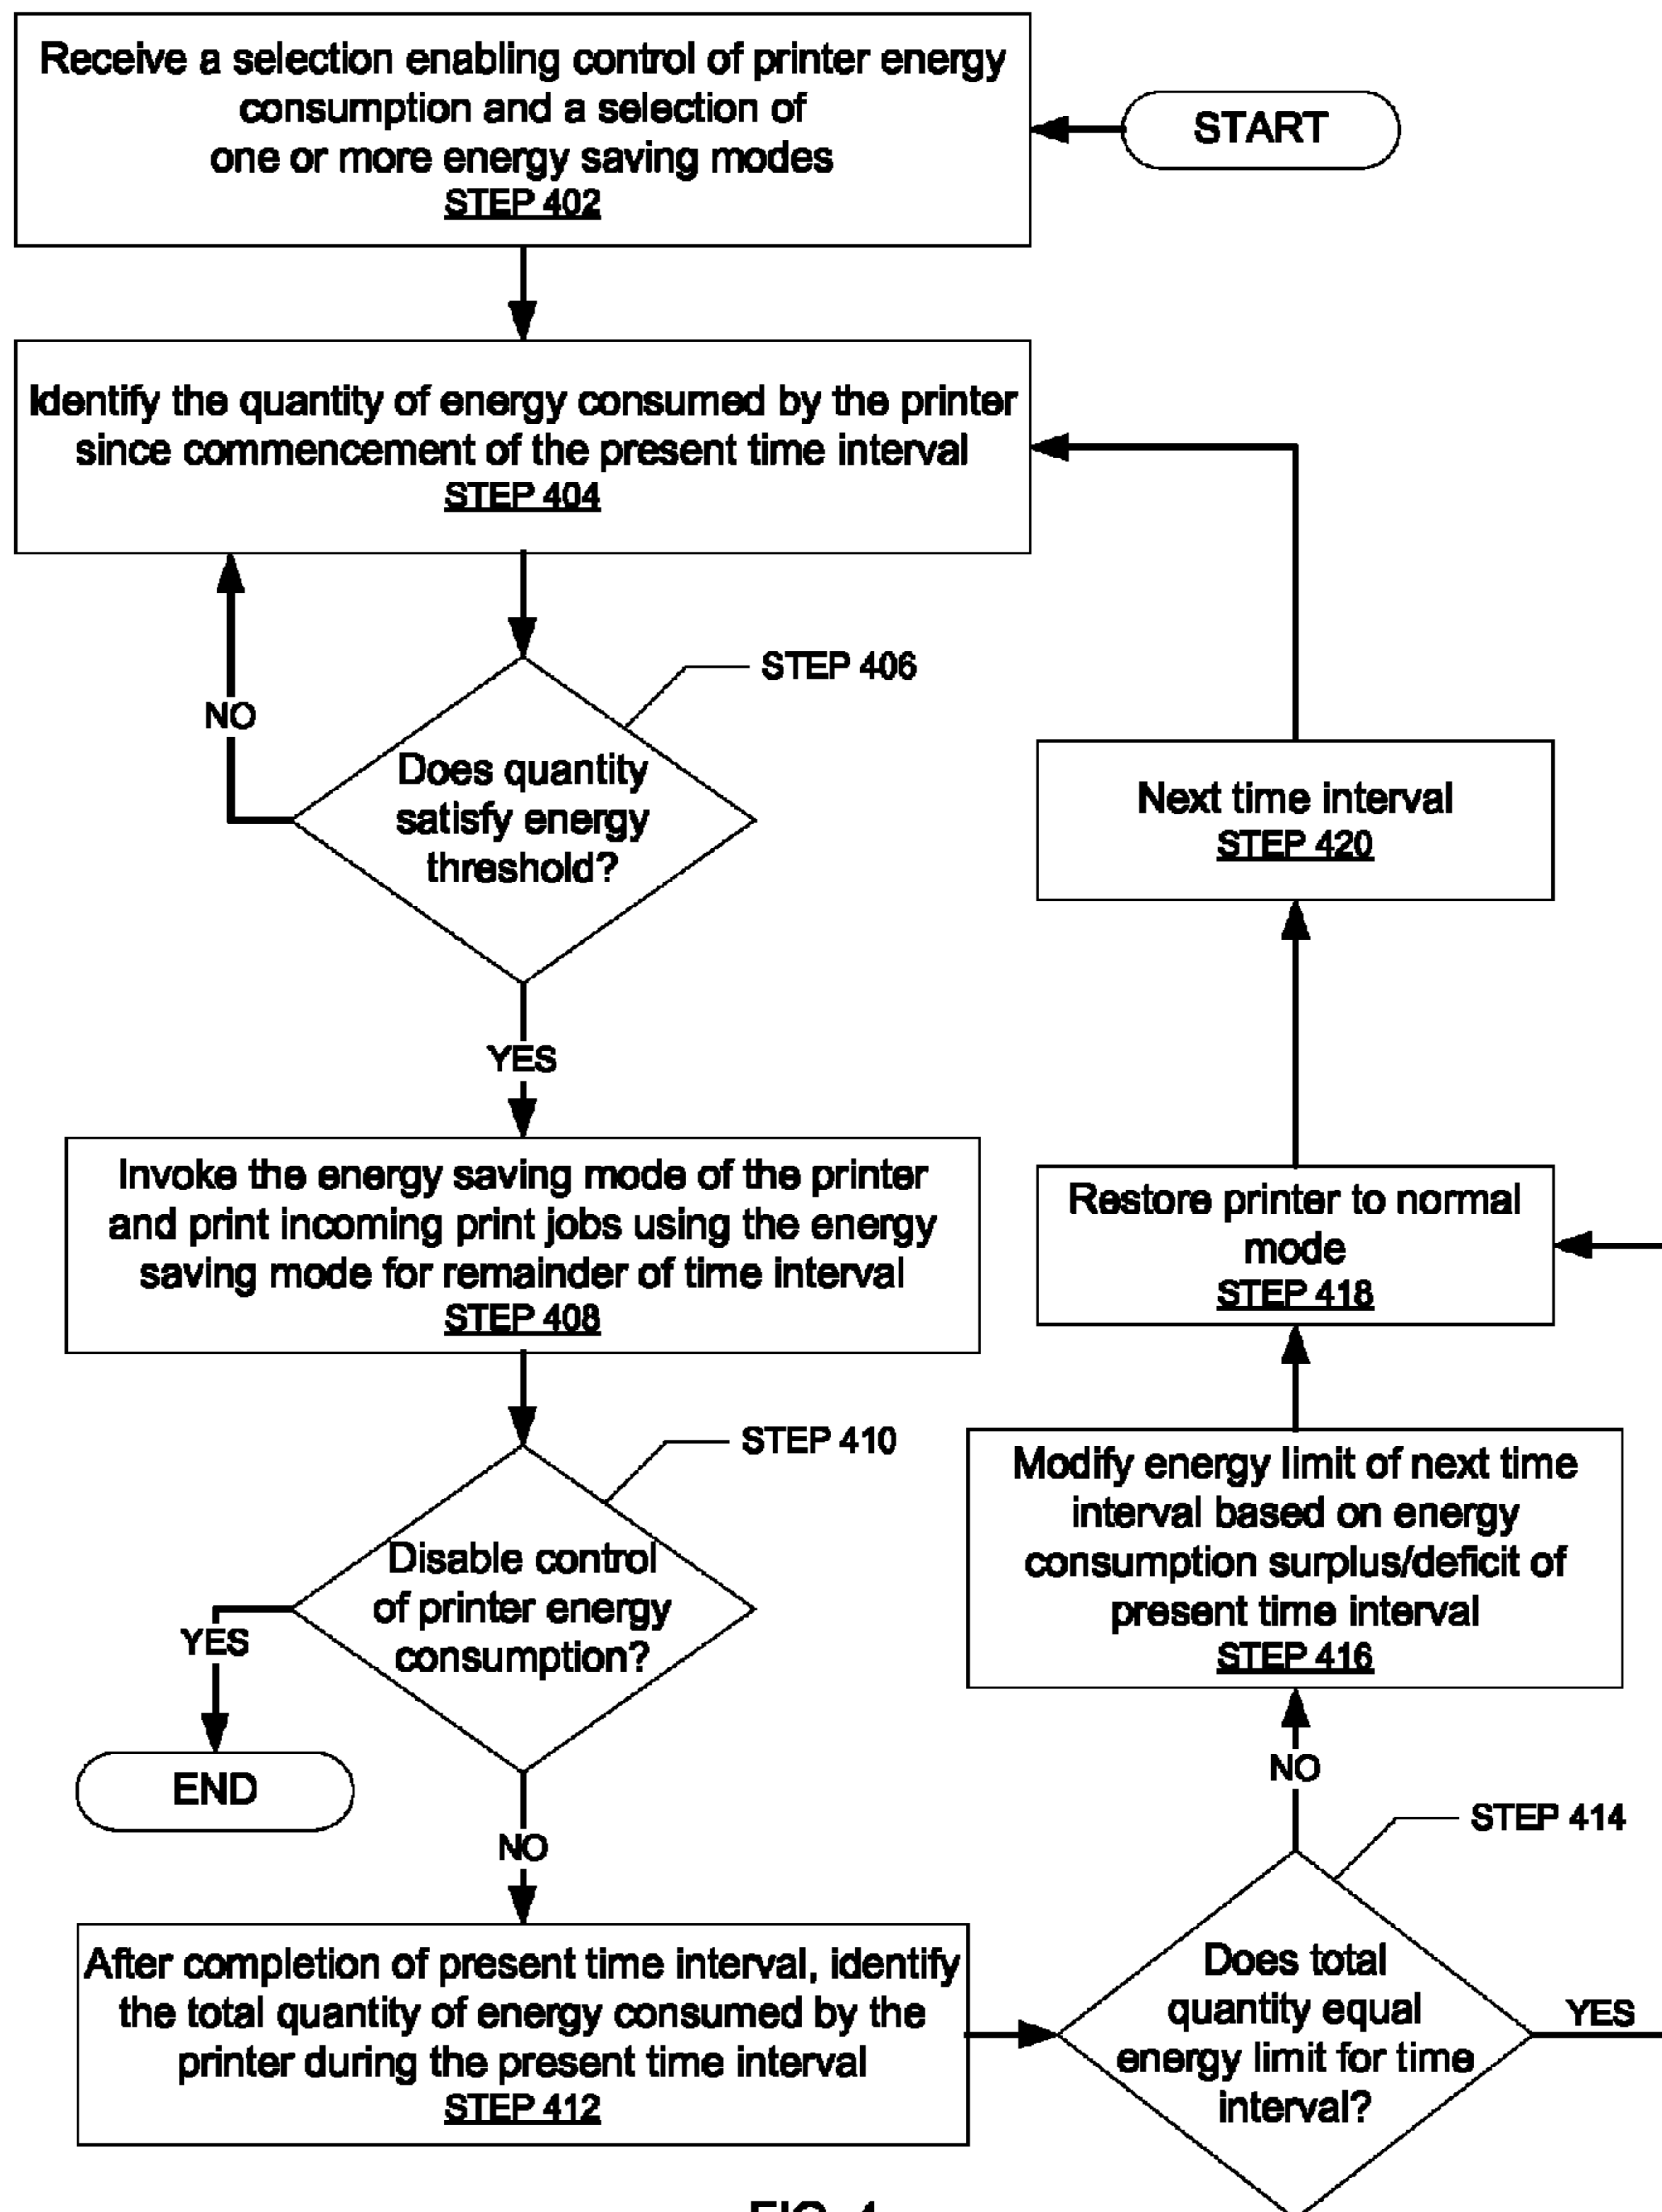 Receive a selection enabling control of printer energy
consumption and a selection of
one or more energy saving modes
STEP 402
START
Identify the quantity of energy consumed by the printer
since commencement of the present time interval
STEP 404
STEP 406
NO
Does quantity
satisfy energy
threshold?
YES
Next time interval
STEP 420
Invoke the energy saving mode of the printer
and print incoming print jobs using the energy
saving mode for remainder of time interval
STEP 408
Restore printer to normal
mode
STEP 418
STEP 410
Disable control
of printer energy
consumption?
YES
END
NO
Modify energy limit of next time
interval based on energy
consumption surplus/deficit of
present time interval
STEP 416
NO
STEP 414
After completion of present time interval, identify
the total quantity of energy consumed by the
printer during the present time interval
STEP 412
Does total
quantity equal
energy limit for time
interval?
YES